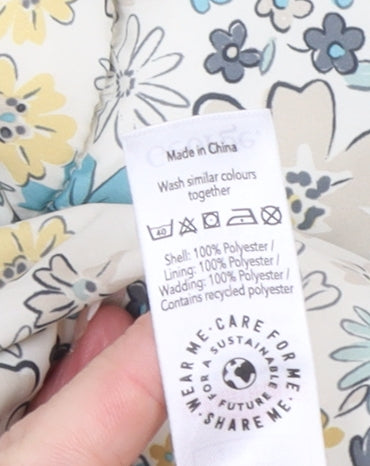 Made in China
Wash similar colours
together
40
Shell: 100% Polyester /
Lining: 100% Polyester /
Wadding: 100% Polyester /
Contains recycled polyester
WEAR ME · CARE FOR ME · SHARE ME ·
FOR A SUSTAINABLE FUTURE